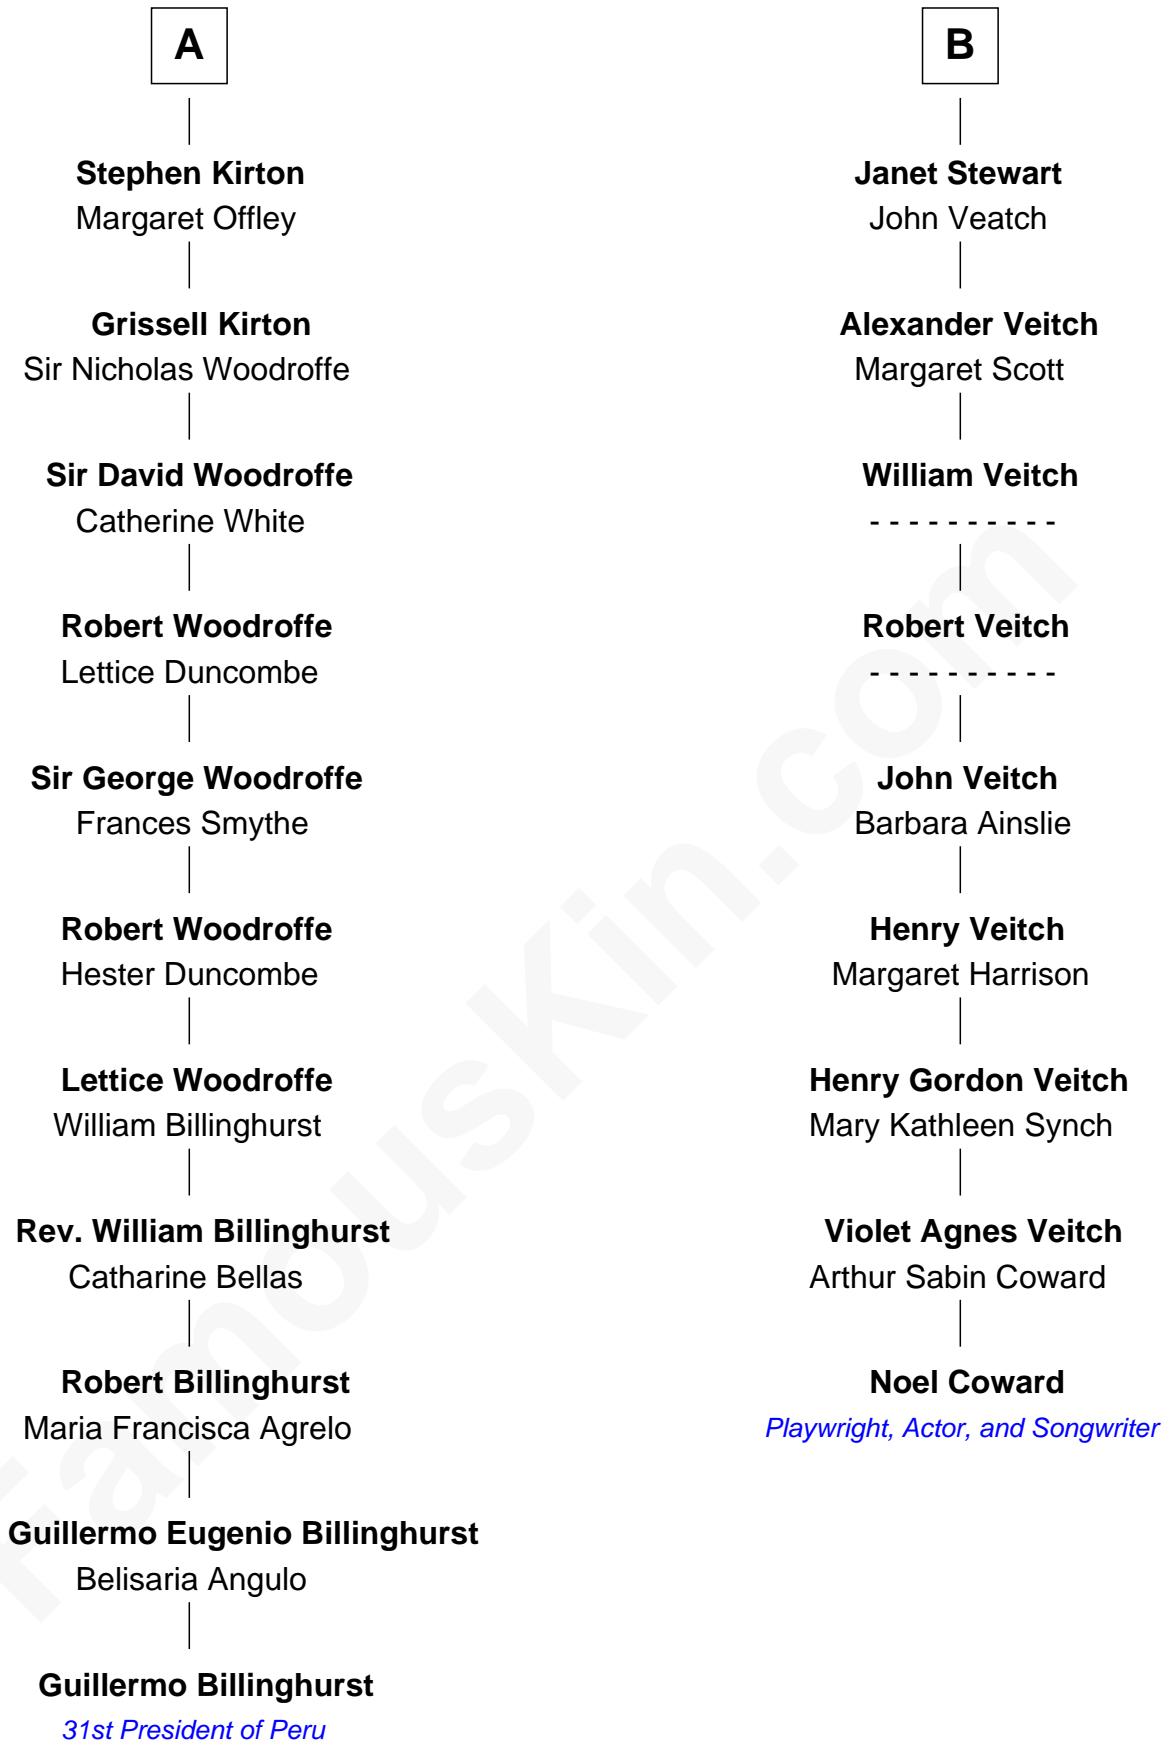 A
Stephen Kirton
Margaret Offley
Grissell Kirton
Sir Nicholas Woodroffe
Sir David Woodroffe
Catherine White
Robert Woodroffe
Lettice Duncombe
Sir George Woodroffe
Frances Smythe
Robert Woodroffe
Hester Duncombe
Lettice Woodroffe
William Billinghurst
Rev. William Billinghurst
Catharine Bellas
Robert Billinghurst
Maria Francisca Agrelo
Guillermo Eugenio Billinghurst
Belisaria Angulo
Guillermo Billinghurst
31st President of Peru
B
Janet Stewart
John Veatch
Alexander Veitch
Margaret Scott
William Veitch
- - - - - - - - - -
Robert Veitch
- - - - - - - - - -
John Veitch
Barbara Ainslie
Henry Veitch
Margaret Harrison
Henry Gordon Veitch
Mary Kathleen Synch
Violet Agnes Veitch
Arthur Sabin Coward
Noel Coward
Playwright, Actor, and Songwriter
FamousKin.com